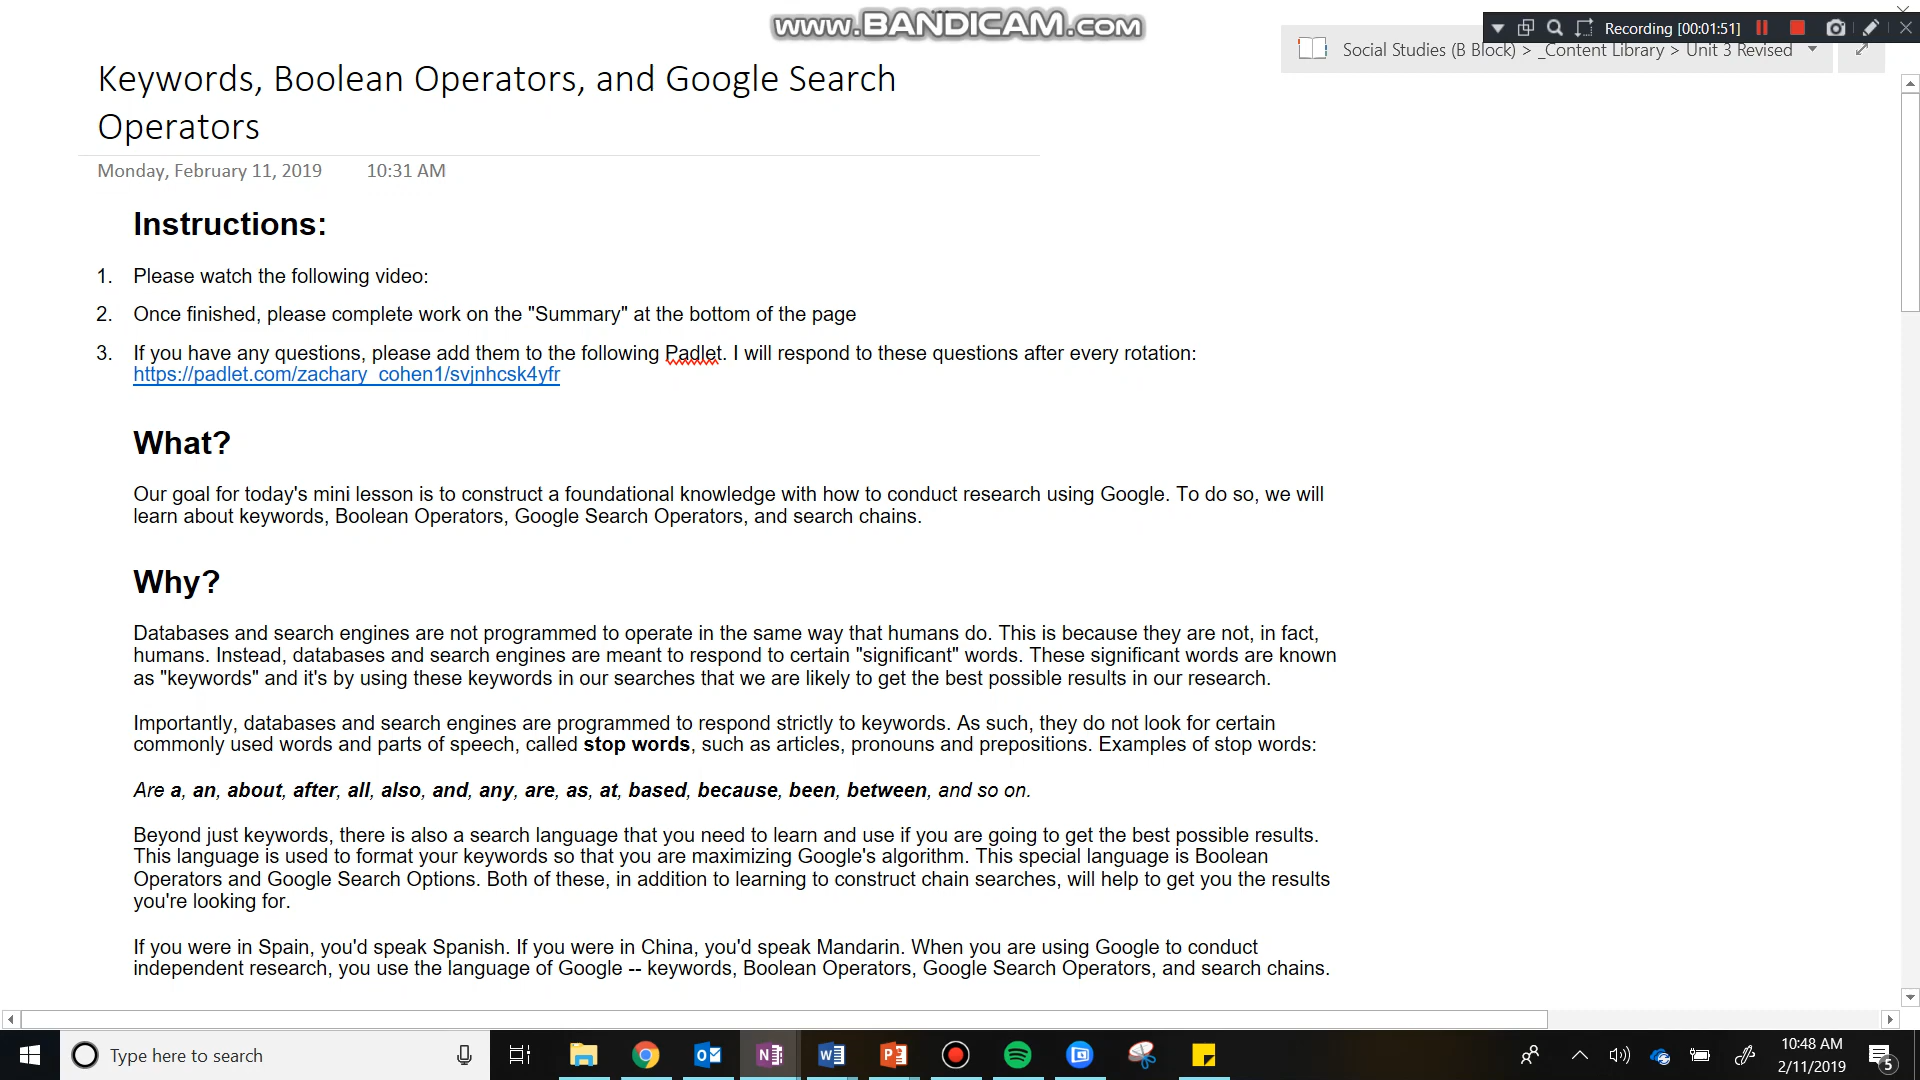 www.BANDICAM.com
Recording [00:01:51]
Social Studies (B Block) > _Content Library > Unit 3 Revised
Keywords, Boolean Operators, and Google Search
Operators
Monday, February 11, 2019 10:31 AM
Instructions:
1. Please watch the following video:
2. Once finished, please complete work on the "Summary" at the bottom of the page
3. If you have any questions, please add them to the following Padlet. I will respond to these questions after every rotation:
https://padlet.com/zachary_cohen1/svjnhcsk4yfr
What?
Our goal for today's mini lesson is to construct a foundational knowledge with how to conduct research using Google. To do so, we will
learn about keywords, Boolean Operators, Google Search Operators, and search chains.
Why?
Databases and search engines are not programmed to operate in the same way that humans do. This is because they are not, in fact,
humans. Instead, databases and search engines are meant to respond to certain "significant" words. These significant words are known
as "keywords" and it's by using these keywords in our searches that we are likely to get the best possible results in our research.
Importantly, databases and search engines are programmed to respond strictly to keywords. As such, they do not look for certain
commonly used words and parts of speech, called stop words, such as articles, pronouns and prepositions. Examples of stop words:
Are a, an, about, after, all, also, and, any, are, as, at, based, because, been, between, and so on.
Beyond just keywords, there is also a search language that you need to learn and use if you are going to get the best possible results.
This language is used to format your keywords so that you are maximizing Google's algorithm. This special language is Boolean
Operators and Google Search Options. Both of these, in addition to learning to construct chain searches, will help to get you the results
you're looking for.
If you were in Spain, you'd speak Spanish. If you were in China, you'd speak Mandarin. When you are using Google to conduct
independent research, you use the language of Google -- keywords, Boolean Operators, Google Search Operators, and search chains.
Type here to search
10:48 AM
2/11/2019
5